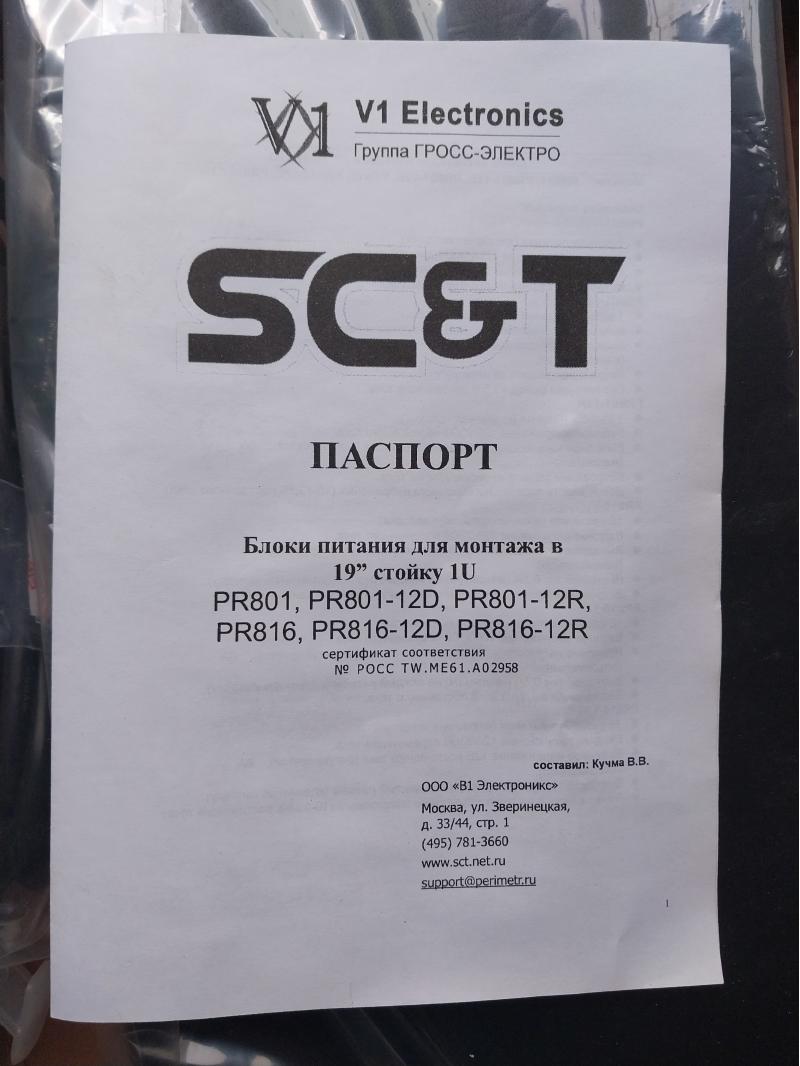 V1
V1 Electronics
Группа ГРОСС-ЭЛЕКТРО
SC&T
ПАСПОРТ
Блоки питания для монтажа в
19” стойку 1U
PR801, PR801-12D, PR801-12R,
PR816, PR816-12D, PR816-12R
сертификат соответствия
№ РОСС TW.ME61.A02958
составил: Кучма В.В.
ООО «В1 Электроникс»
Москва, ул. Зверинецкая,
д. 33/44, стр. 1
(495) 781-3660
www.sct.net.ru
support@perimetr.ru
1